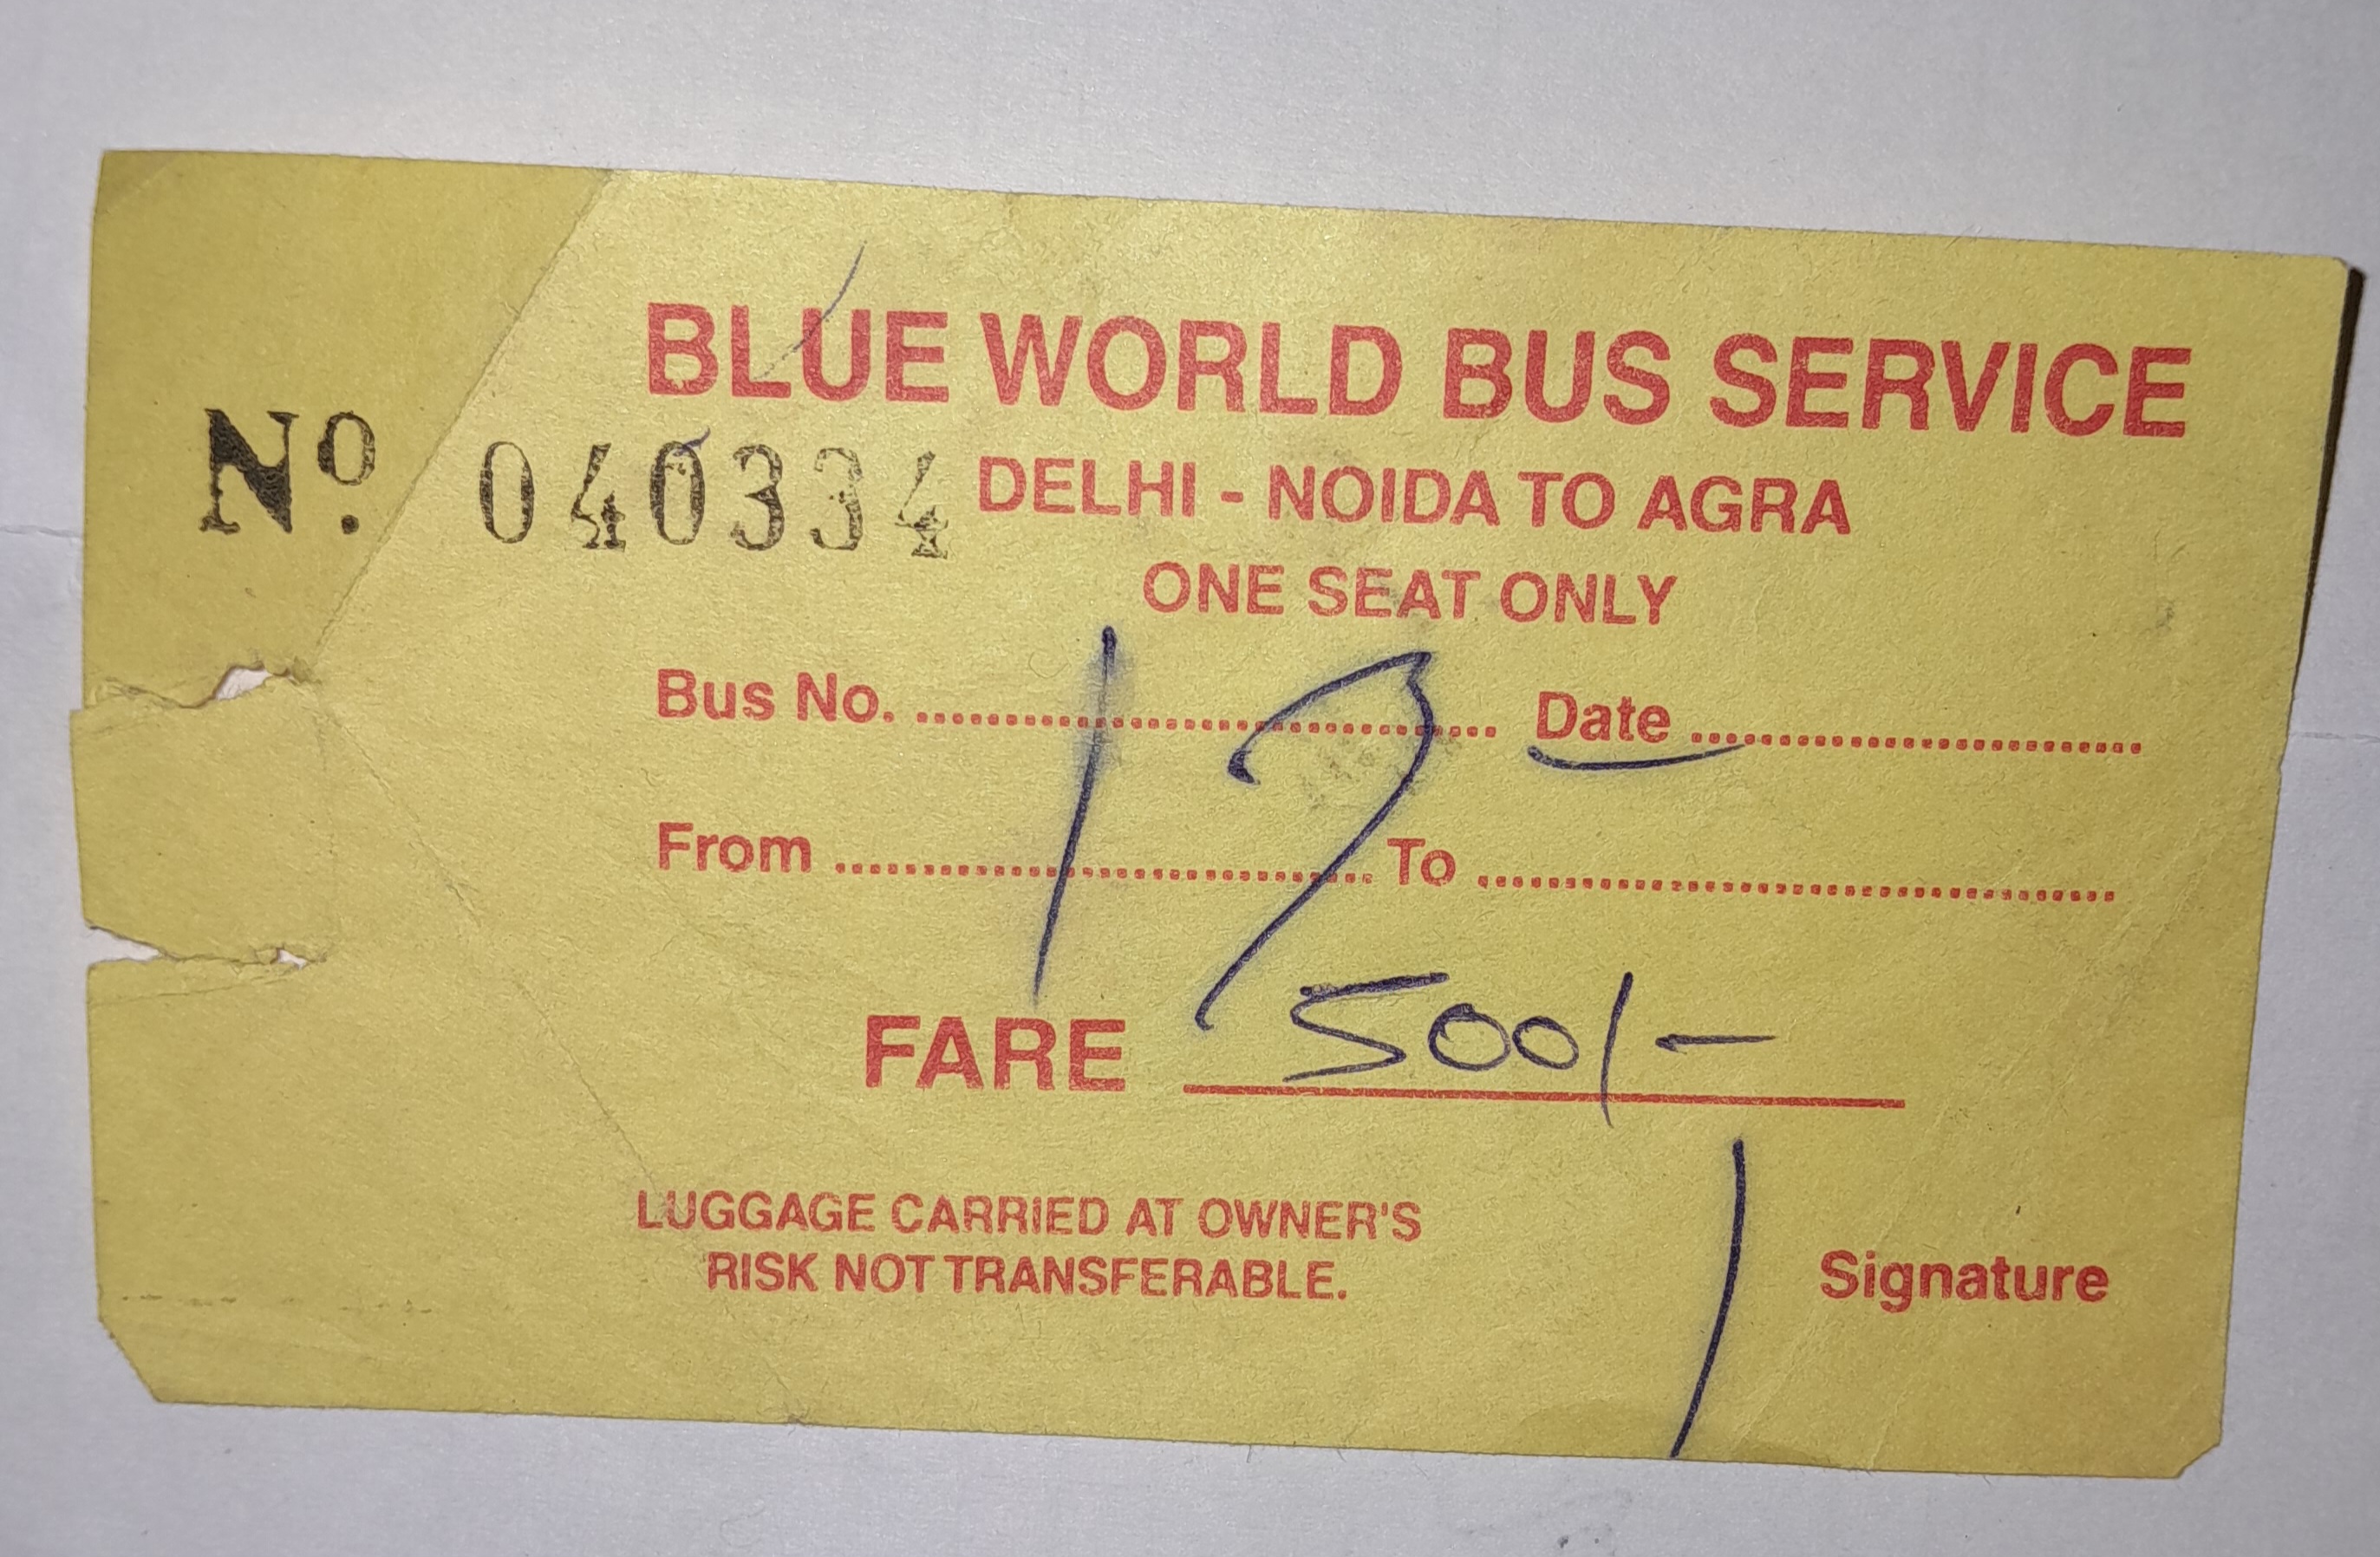 BLUE WORLD BUS SERVICE
No. 040334 DELHI - NOIDA TO AGRA
ONE SEAT ONLY
Bus No. .................... Date ....................
From .................... To ....................
FARE 500/-
LUGGAGE CARRIED AT OWNER'S
RISK NOT TRANSFERABLE.
Signature